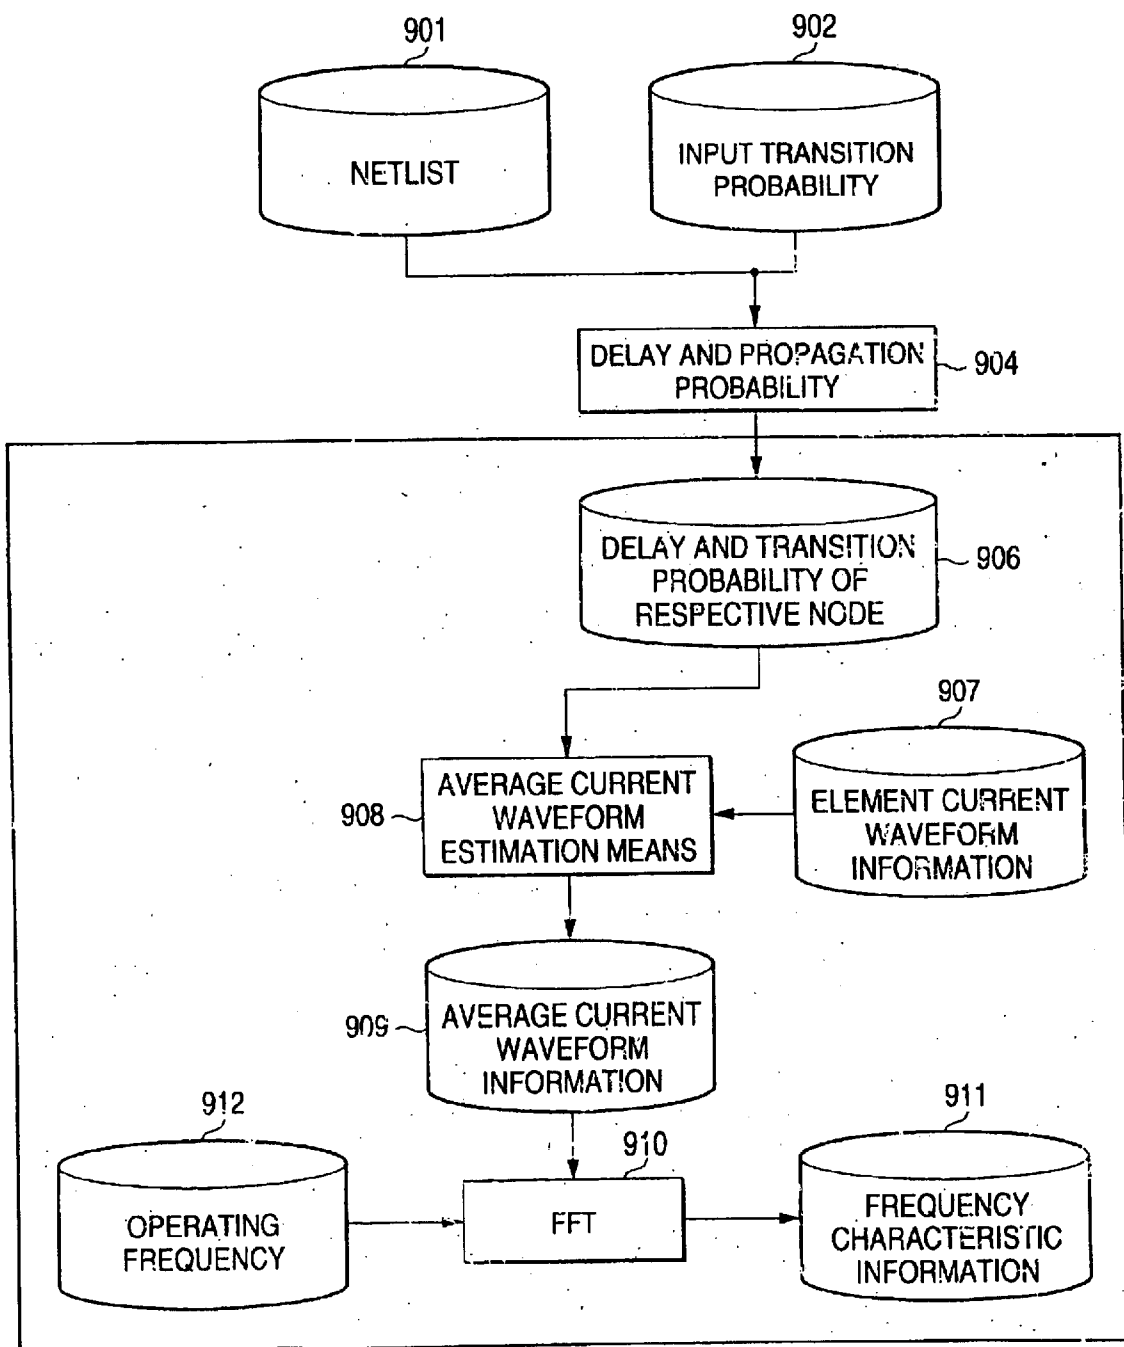 901
902
NETLIST
INPUT TRANSITION
PROBABILITY
DELAY AND PROPAGATION
PROBABILITY
904
DELAY AND TRANSITION
PROBABILITY OF
RESPECTIVE NODE
906
907
908
AVERAGE CURRENT
WAVEFORM
ESTIMATION MEANS
ELEMENT CURRENT
WAVEFORM
INFORMATION
909
AVERAGE CURRENT
WAVEFORM
INFORMATION
912
910
911
OPERATING
FREQUENCY
FFT
FREQUENCY
CHARACTERISTIC
INFORMATION